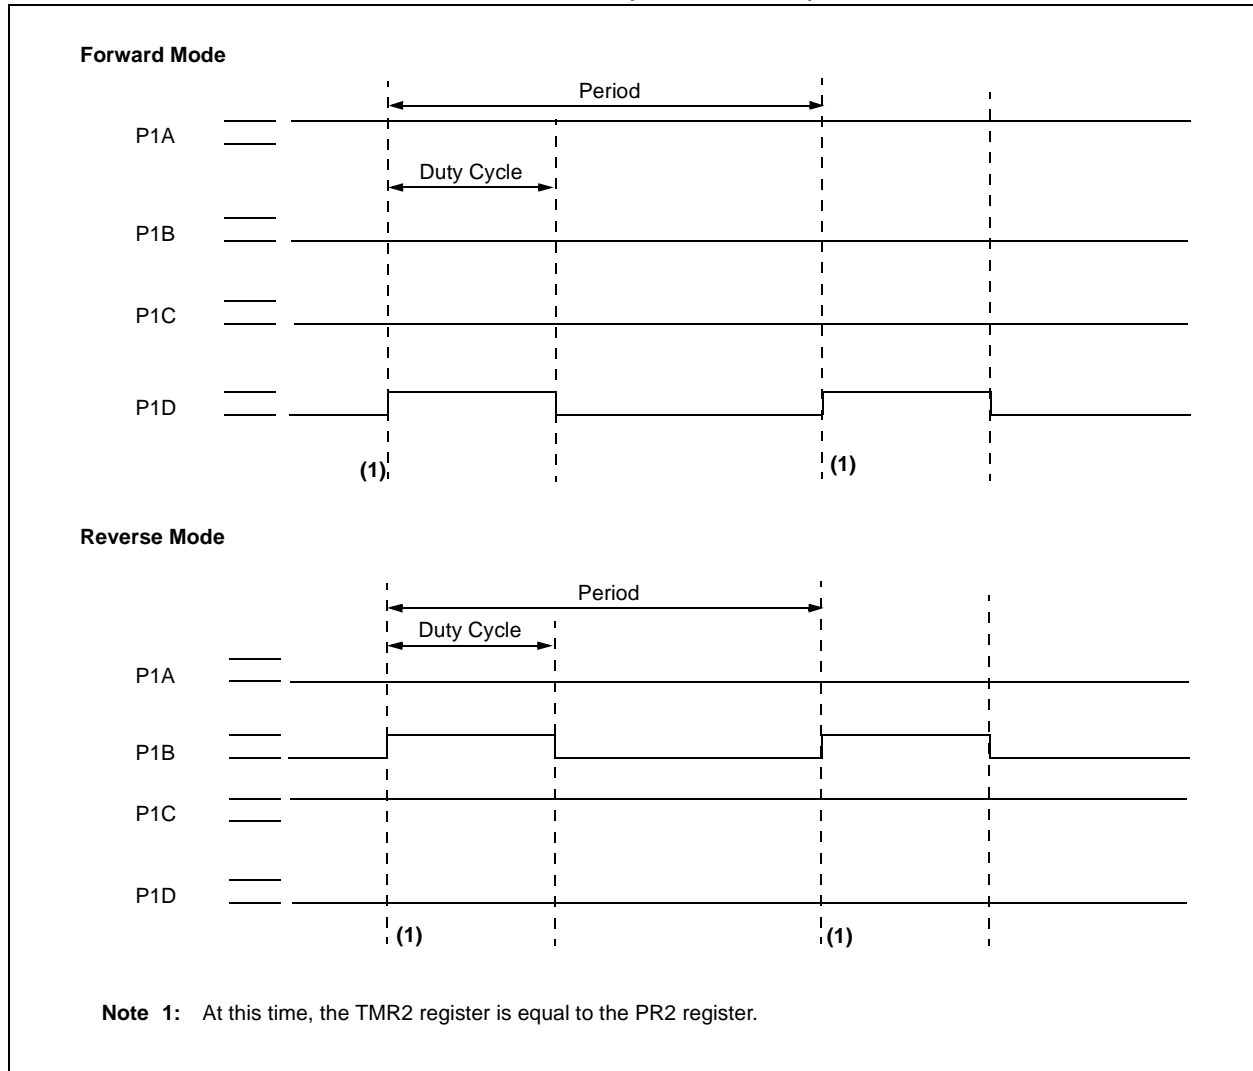 Forward Mode
Period
P1A
Duty Cycle
P1B
P1C
P1D
(1)
(1)
Reverse Mode
Period
Duty Cycle
P1A
P1B
P1C
P1D
(1)
(1)
Note 1: At this time, the TMR2 register is equal to the PR2 register.